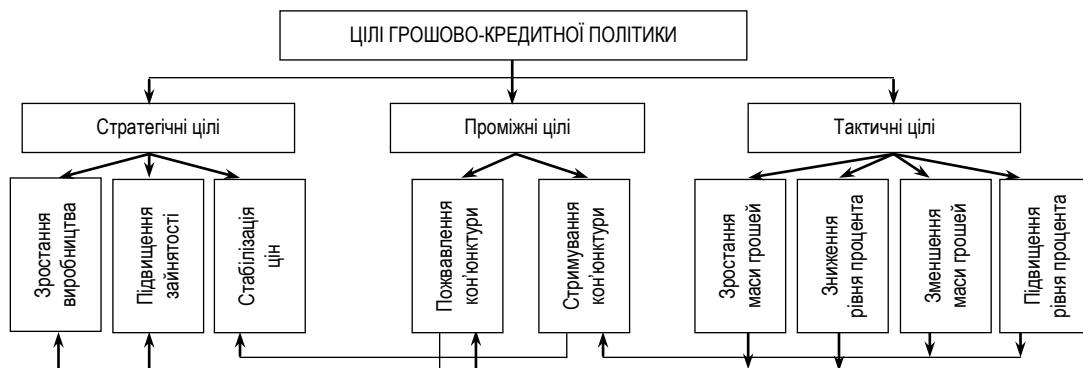 ЦІЛІ ГРОШОВО-КРЕДИТНОЇ ПОЛІТИКИ
Стратегічні цілі
Проміжні цілі
Тактичні цілі
Зростання
виробництва
Підвищення
зайнятості
Стабілізація
цін
Пожвавлення
кон’юнктури
Стримування
кон’юнктури
Зростання
маси грошей
Зниження
рівня процента
Зменшення
маси грошей
Підвищення
рівня процента